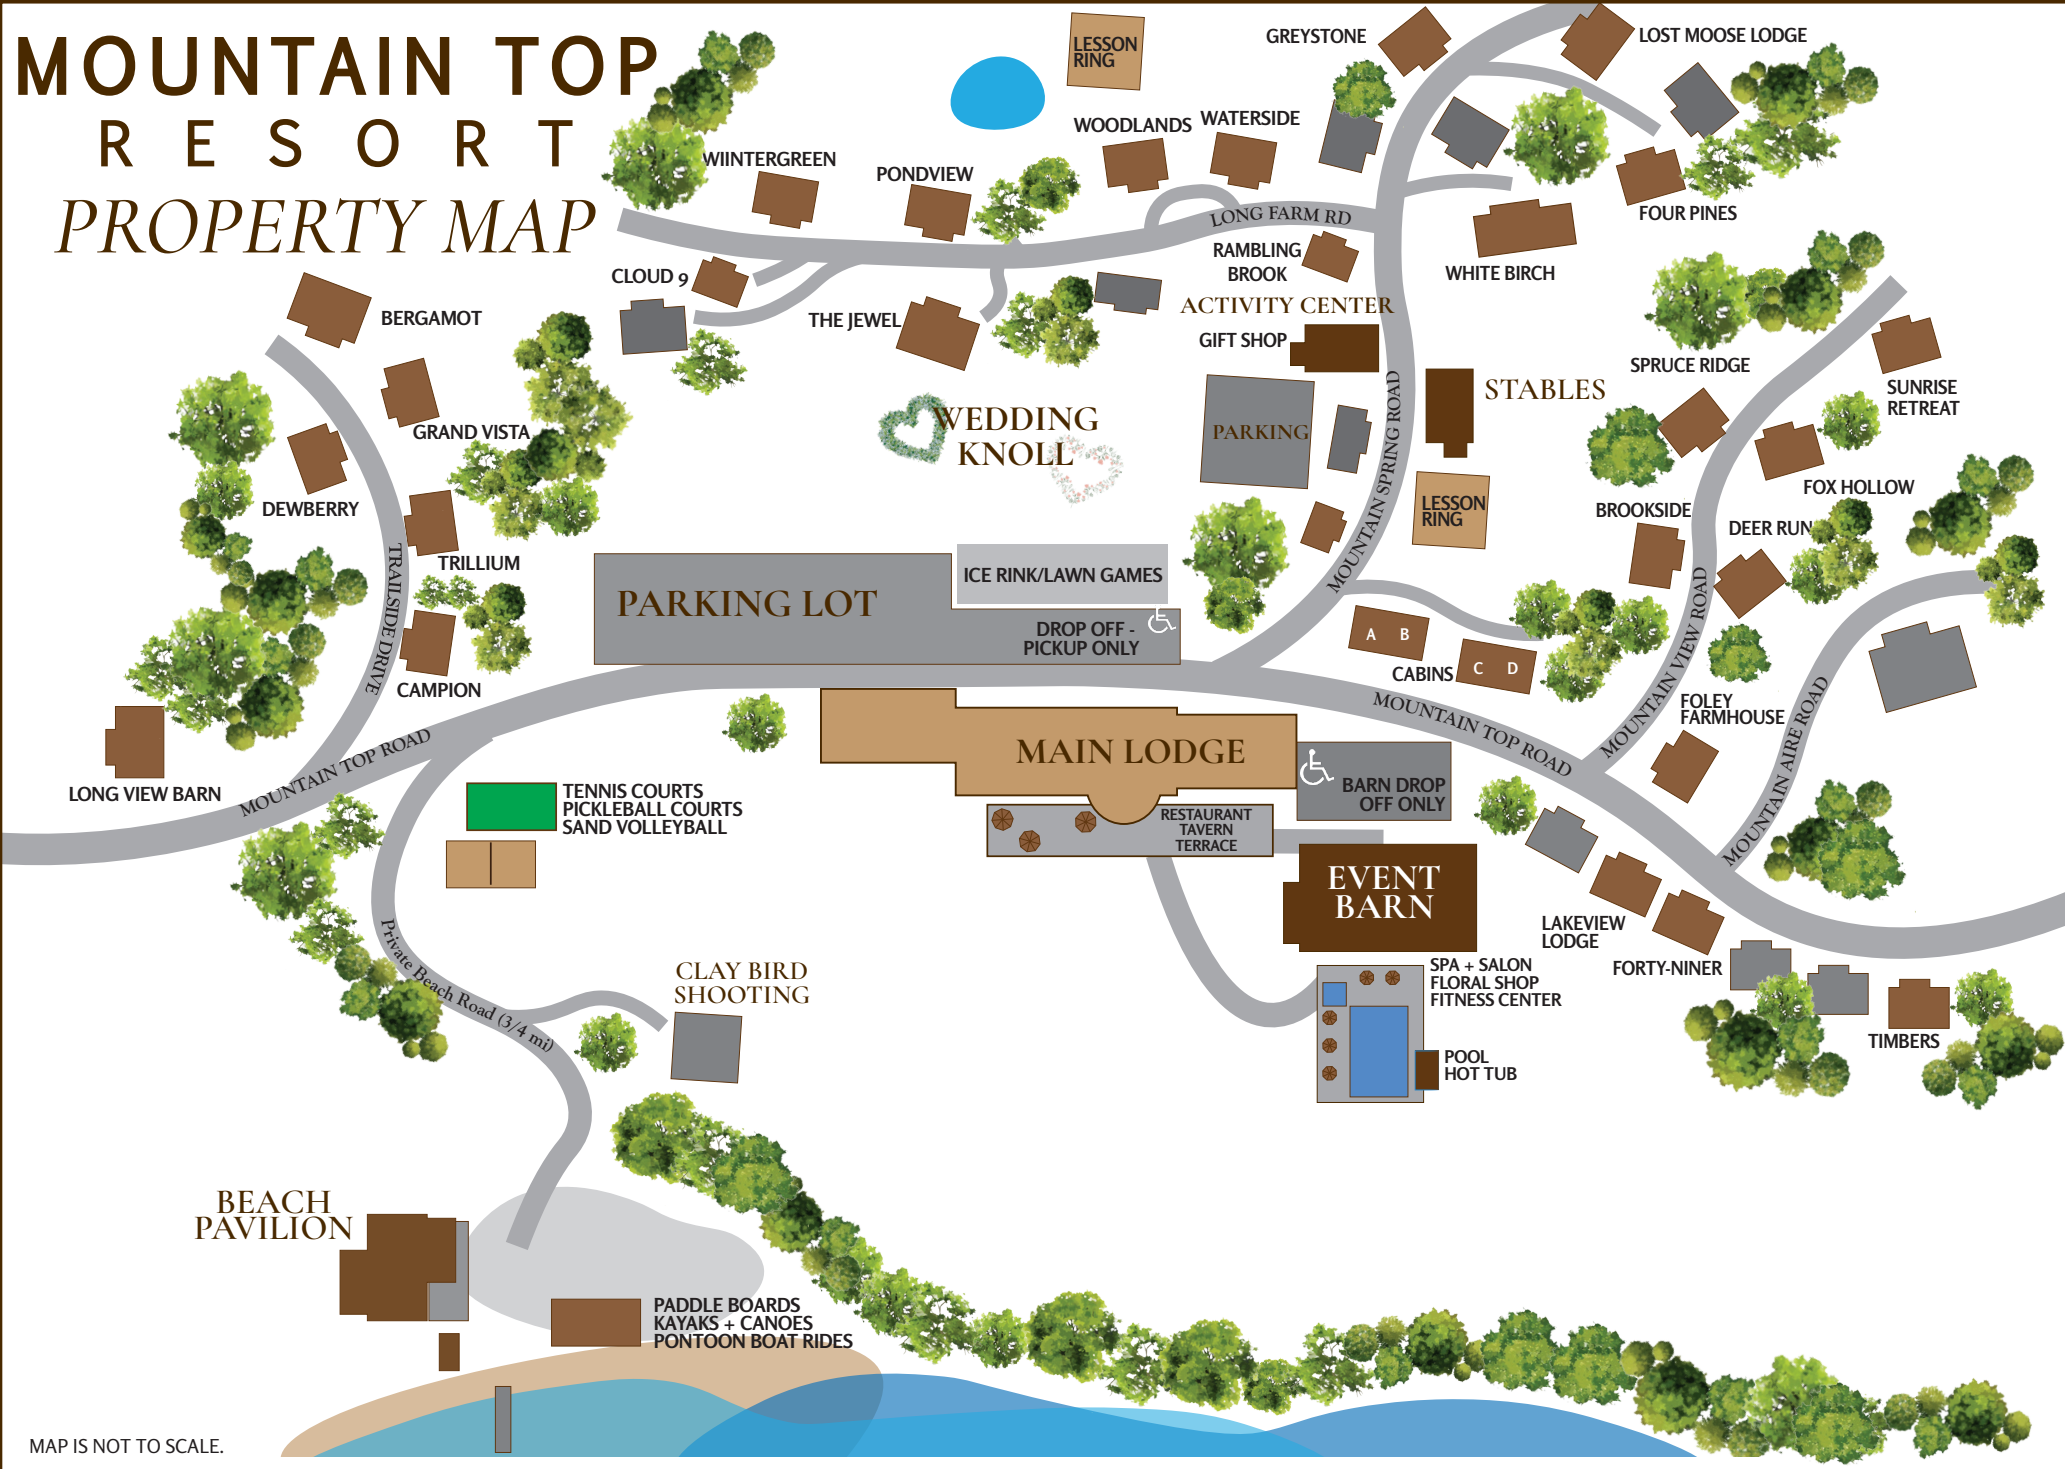 MOUNTAIN TOP
RESORT
PROPERTY MAP
LESSON
RING
GREYSTONE
LOST MOOSE LODGE
WOODLANDS
WATERSIDE
WIINTERGREEN
PONDVIEW
LONG FARM RD
FOUR PINES
RAMBLING
BROOK
WHITE BIRCH
CLOUD 9
THE JEWEL
ACTIVITY CENTER
GIFT SHOP
BERGAMOT
SPRUCE RIDGE
SUNRISE
RETREAT
STABLES
PARKING
MOUNTAIN SPRING ROAD
WEDDING
KNOLL
GRAND VISTA
DEWBERRY
LESSON
RING
FOX HOLLOW
BROOKSIDE
DEER RUN
TRILLIUM
TRAILSIDE DRIVE
ICE RINK/LAWN GAMES
PARKING LOT
DROP OFF -
PICKUP ONLY
A B
CABINS
C D
CAMPION
MOUNTAIN VIEW ROAD
FOLEY
FARMHOUSE
MOUNTAIN AIRE ROAD
MOUNTAIN TOP ROAD
MOUNTAIN TOP ROAD
MAIN LODGE
LONG VIEW BARN
BARN DROP
OFF ONLY
TENNIS COURTS
PICKLEBALL COURTS
SAND VOLLEYBALL
RESTAURANT
TAVERN
TERRACE
EVENT
BARN
LAKEVIEW
LODGE
FORTY-NINER
TIMBERS
Private Beach Road (3/4 mi)
CLAY BIRD
SHOOTING
SPA + SALON
FLORAL SHOP
FITNESS CENTER
POOL
HOT TUB
BEACH
PAVILION
PADDLE BOARDS
KAYAKS + CANOES
PONTOON BOAT RIDES
MAP IS NOT TO SCALE.